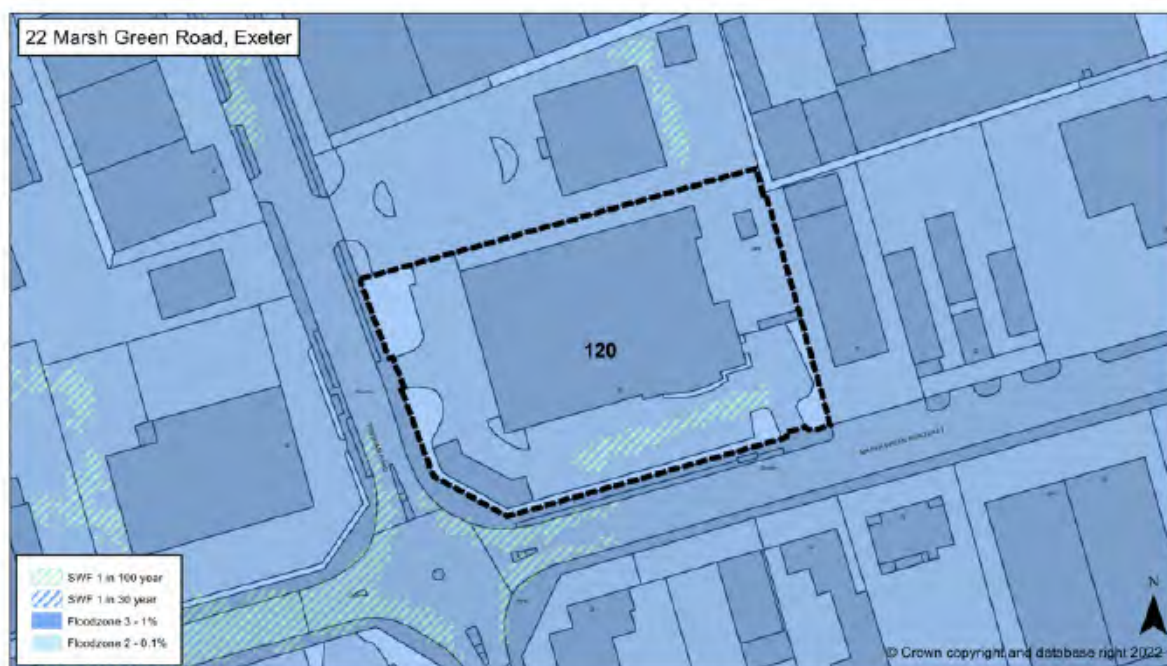 22 Marsh Green Road, Exeter
120
SWF 1 in 100 year
SWF 1 in 30 year
Floodzone 3 - 1%
Floodzone 2 - 0.1%
N
© Crown copyright and database right 2022